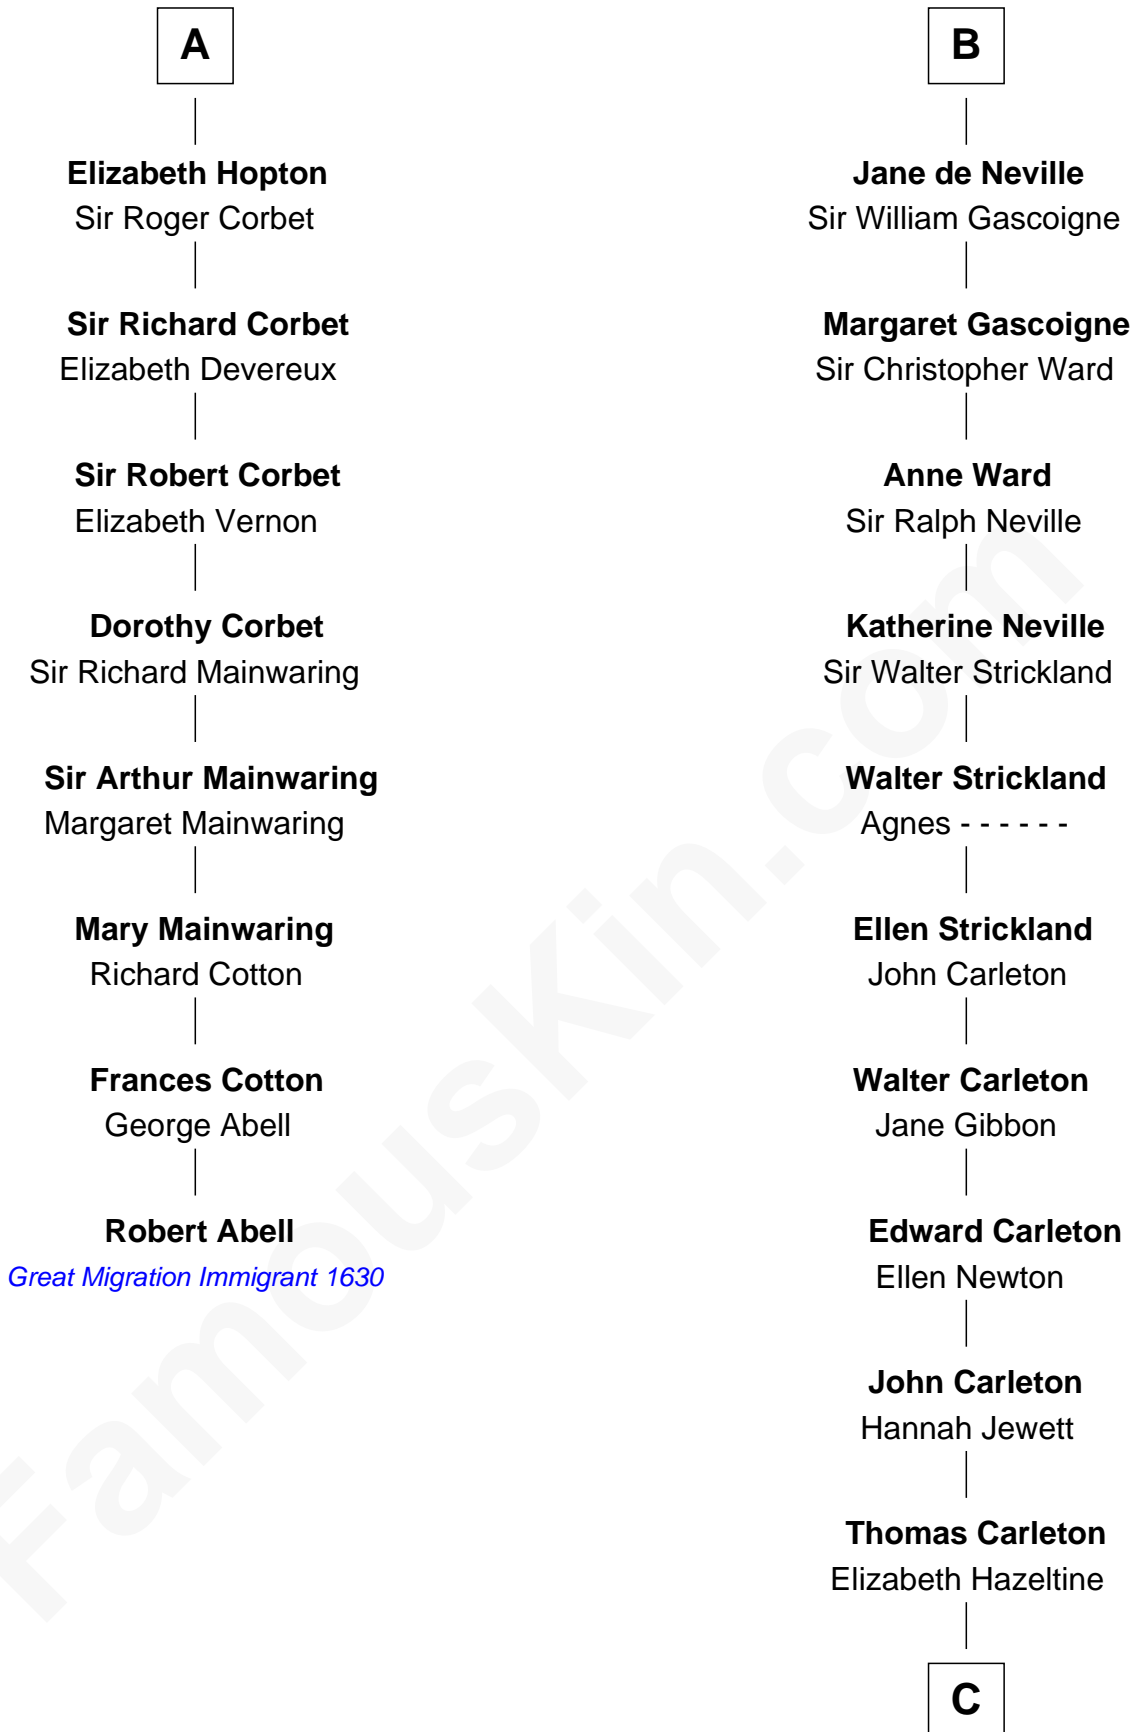 A
Elizabeth Hopton
Sir Roger Corbet
Sir Richard Corbet
Elizabeth Devereux
Sir Robert Corbet
Elizabeth Vernon
Dorothy Corbet
Sir Richard Mainwaring
Sir Arthur Mainwaring
Margaret Mainwaring
Mary Mainwaring
Richard Cotton
Frances Cotton
George Abell
Robert Abell
Great Migration Immigrant 1630
B
Jane de Neville
Sir William Gascoigne
Margaret Gascoigne
Sir Christopher Ward
Anne Ward
Sir Ralph Neville
Katherine Neville
Sir Walter Strickland
Walter Strickland
Agnes - - - - - -
Ellen Strickland
John Carleton
Walter Carleton
Jane Gibbon
Edward Carleton
Ellen Newton
John Carleton
Hannah Jewett
Thomas Carleton
Elizabeth Hazeltine
C
FamousKin.com